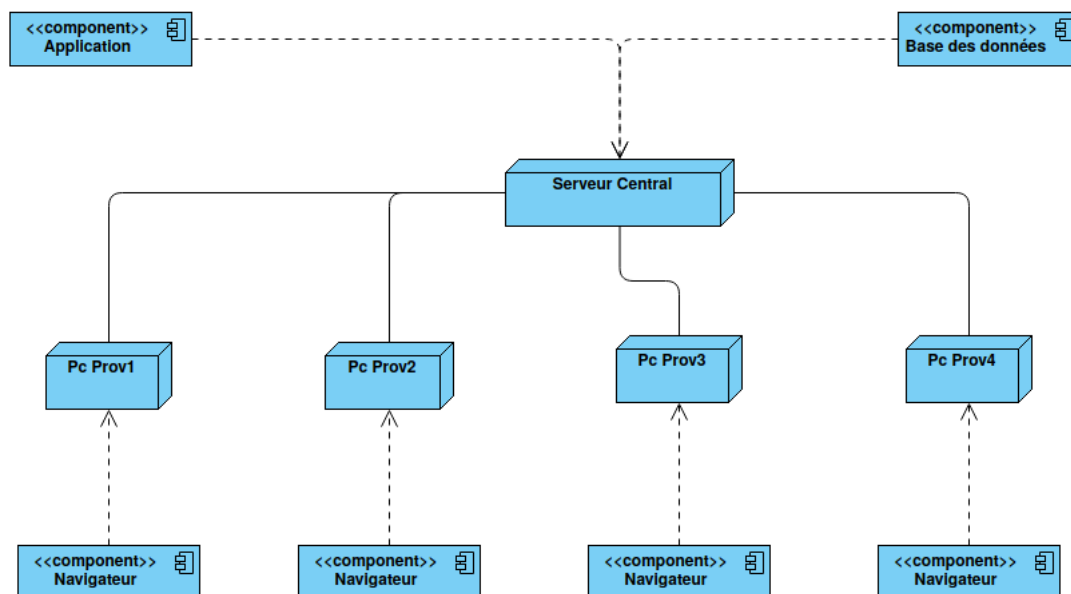 <<component>>
Application
<<component>>
Base des données
Serveur Central
Pc Prov1
Pc Prov2
Pc Prov3
Pc Prov4
<<component>>
Navigateur
<<component>>
Navigateur
<<component>>
Navigateur
<<component>>
Navigateur